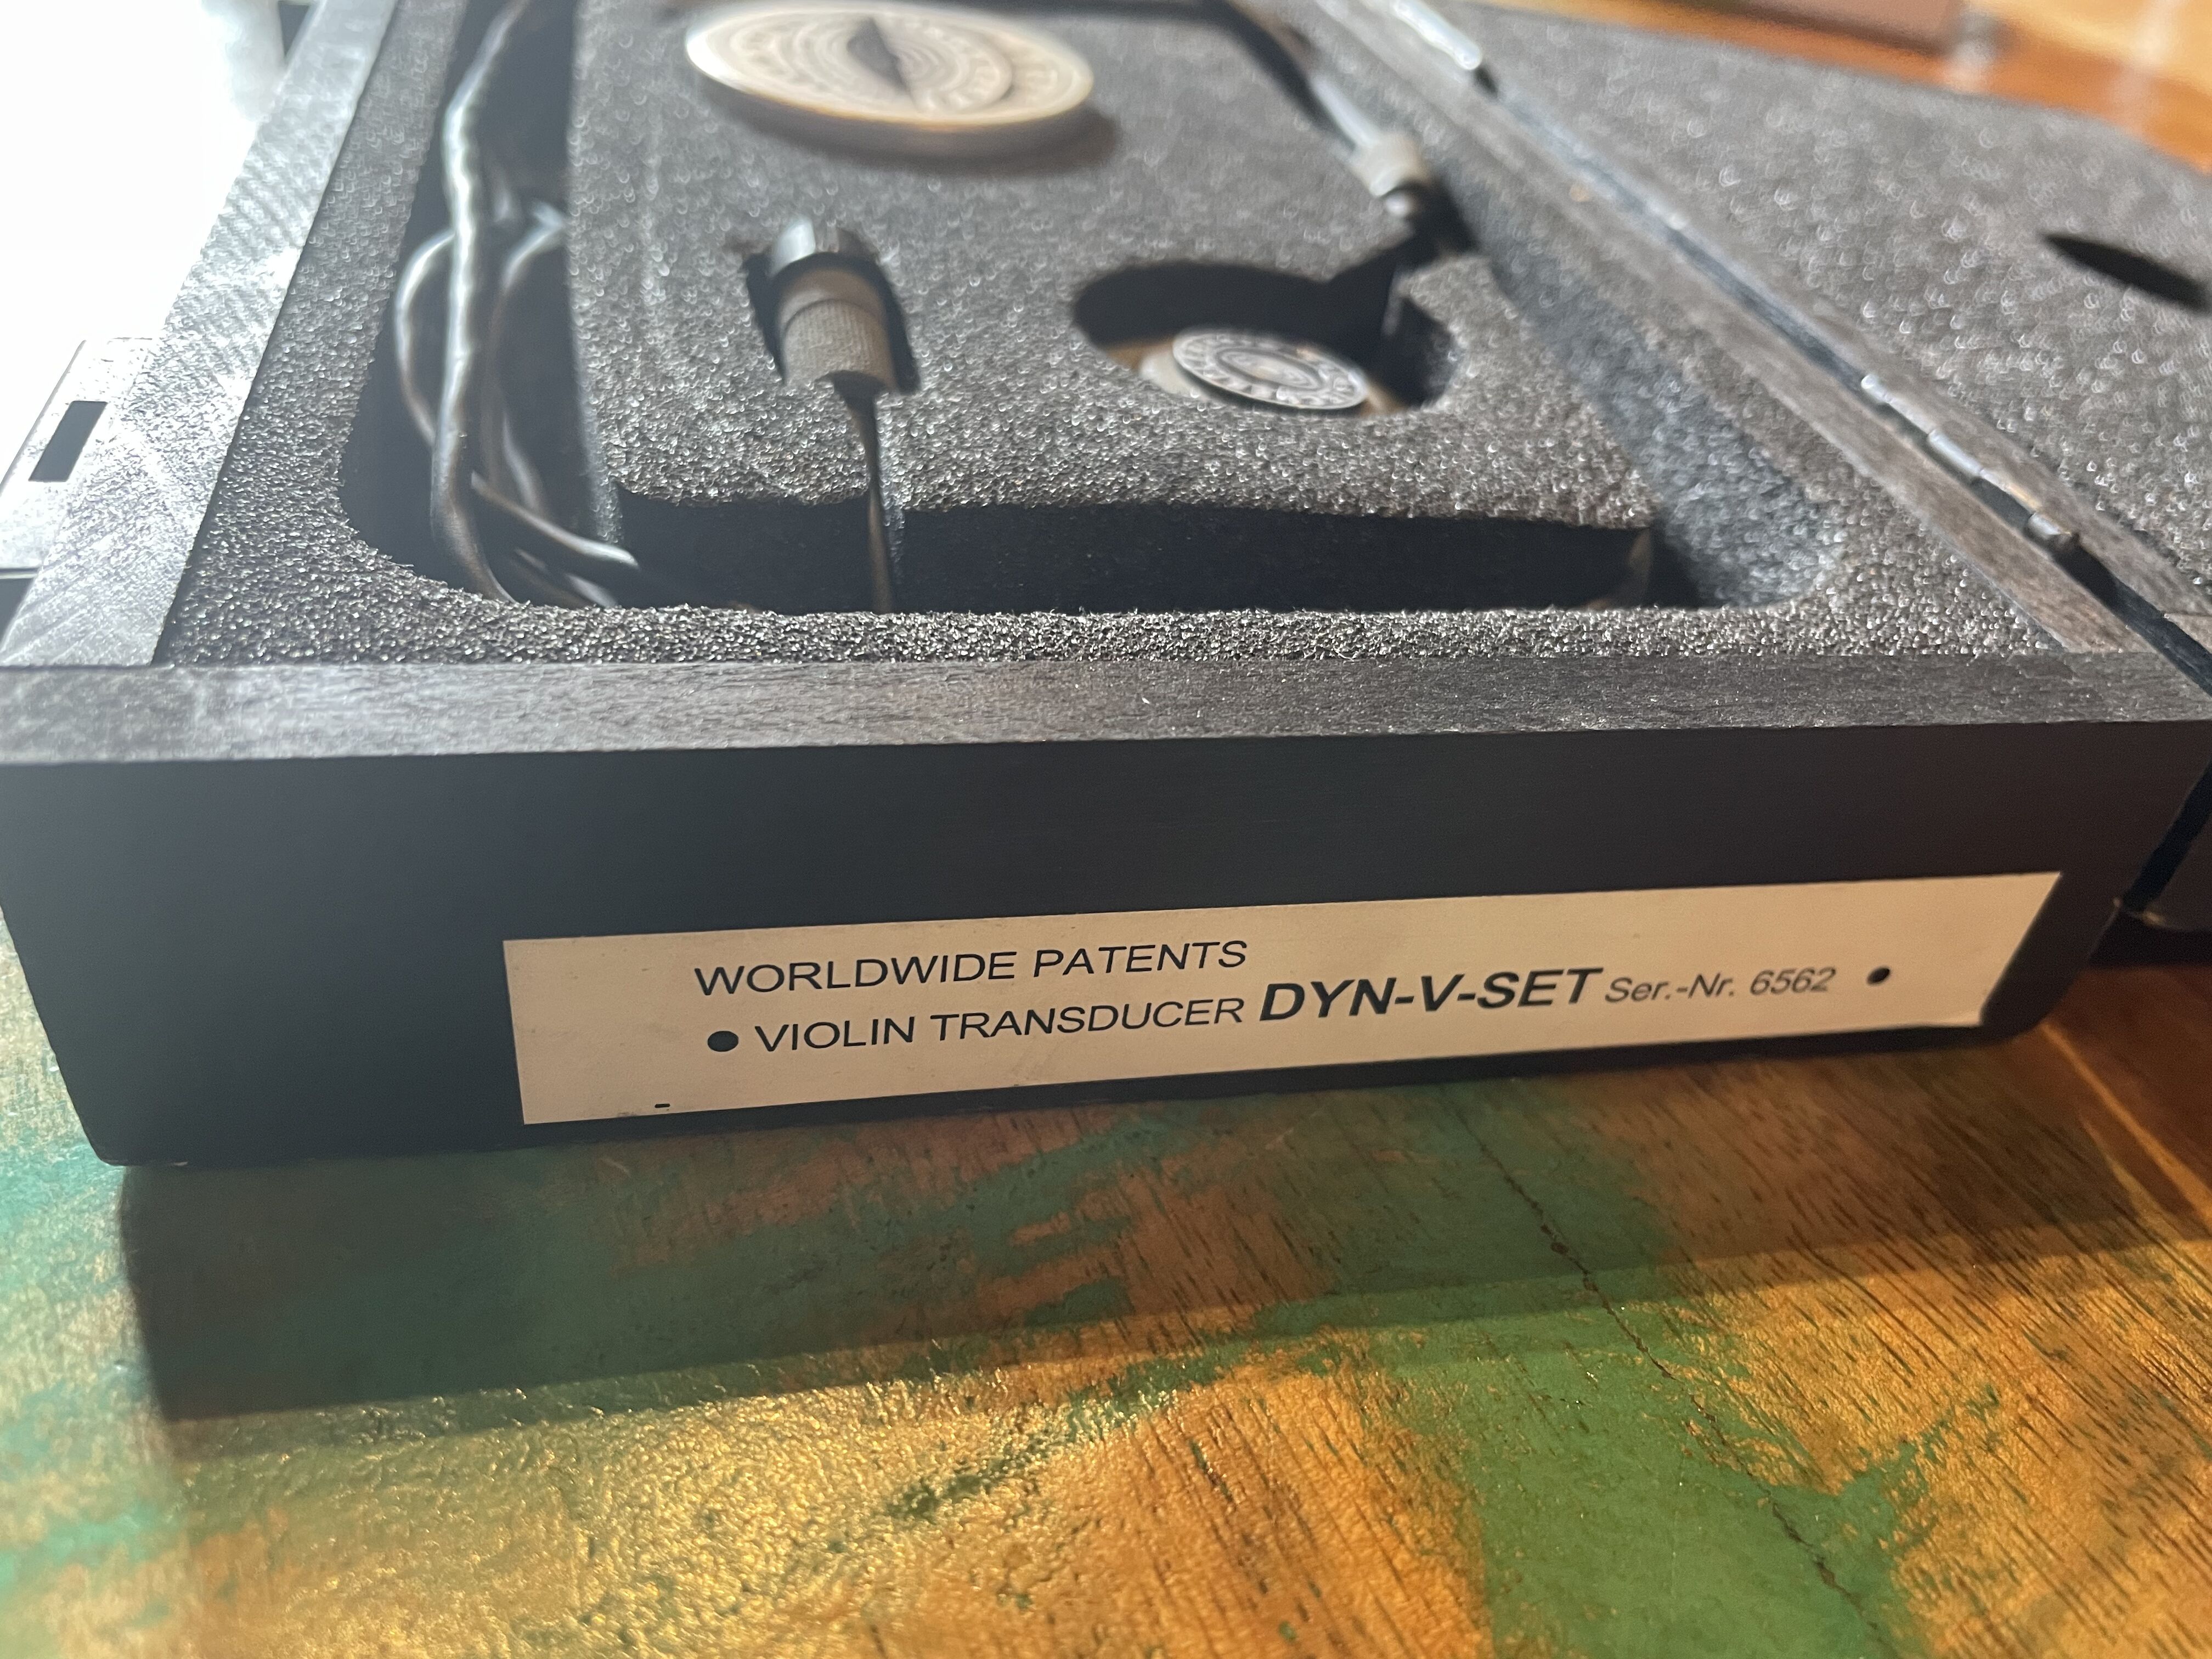 WORLDWIDE PATENTS
• VIOLIN TRANSDUCER DYN-V-SET Ser.-Nr. 6562 •